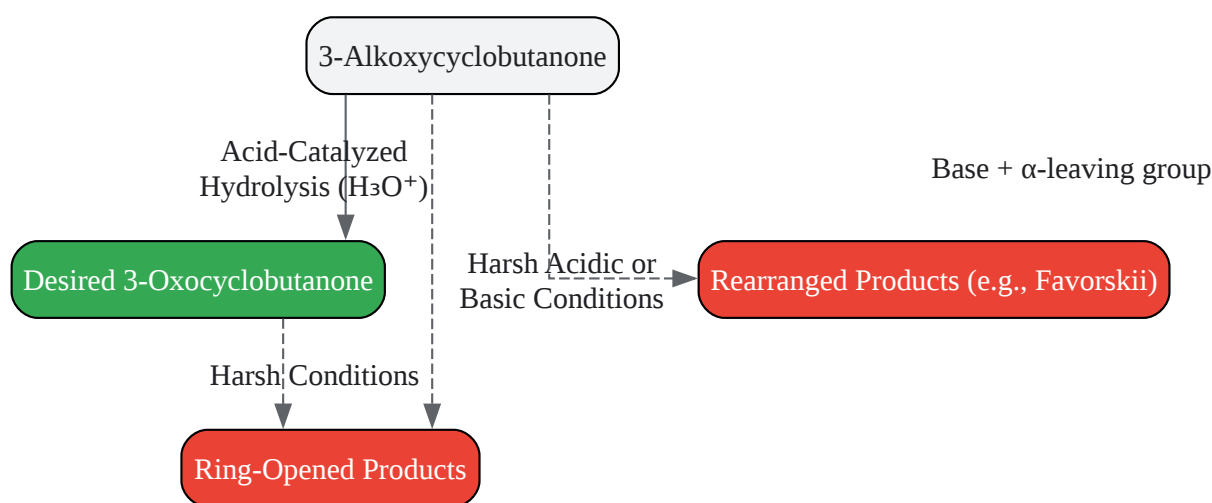 3-Alkoxycyclobutanone
Acid-Catalyzed
Hydrolysis (H₃O⁺)
Base + α-leaving group
Desired 3-Oxocyclobutanone
Harsh Acidic or
Basic Conditions
Rearranged Products (e.g., Favorskii)
Harsh Conditions
Ring-Opened Products